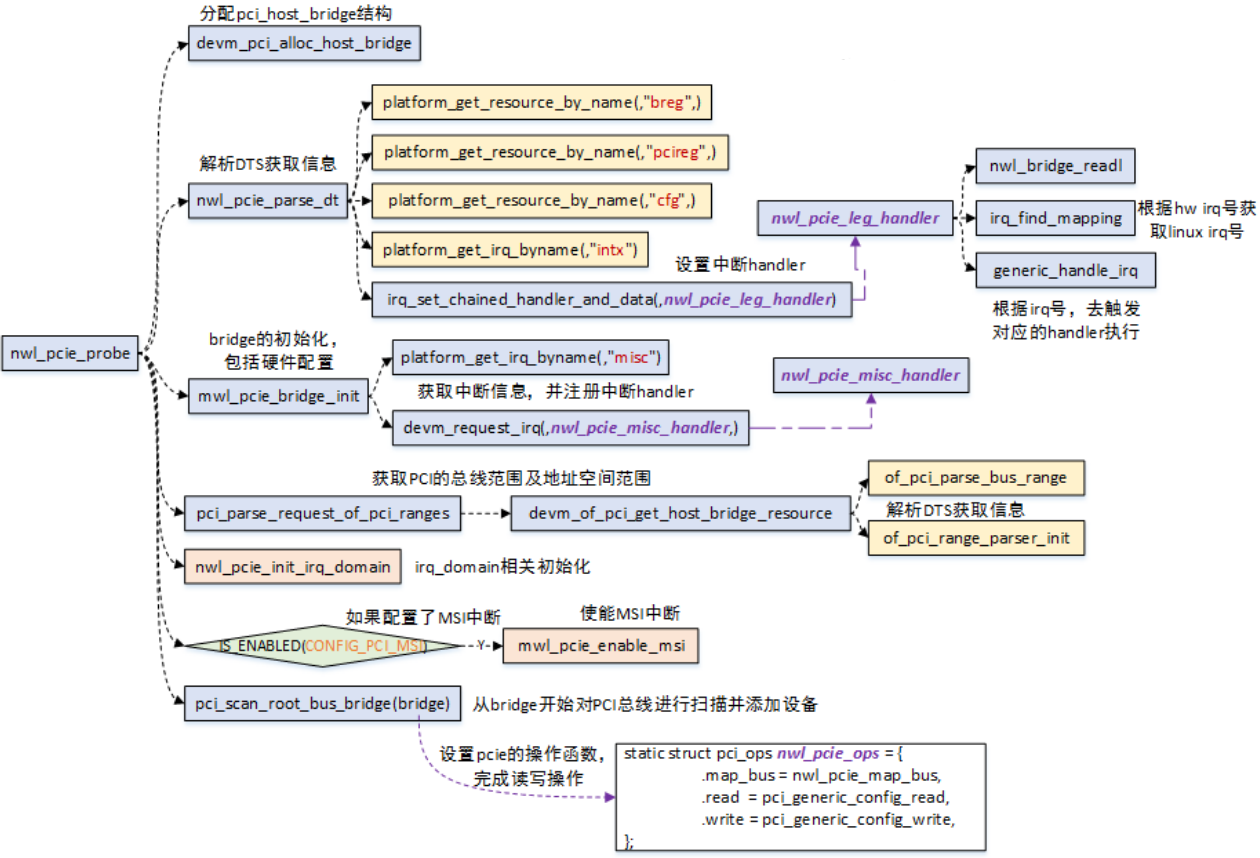 分配pci_host_bridge结构
devm_pci_alloc_host_bridge
platform_get_resource_by_name(,"breg",)
platform_get_resource_by_name(,"pcireg",)
解析DTS获取信息
nwl_pcie_parse_dt
platform_get_resource_by_name(,"cfg",)
platform_get_irq_byname(,"intx")
设置中断handler
irq_set_chained_handler_and_data(,nwl_pcie_leg_handler)
nwl_pcie_leg_handler
nwl_bridge_readl
irq_find_mapping
根据hw irq号获
取linux irq号
generic_handle_irq
根据irq号，去触发
对应的handler执行
nwl_pcie_probe
bridge的初始化，
包括硬件配置
mwl_pcie_bridge_init
platform_get_irq_byname(,"misc")
获取中断信息，并注册中断handler
devm_request_irq(,nwl_pcie_misc_handler,)
nwl_pcie_misc_handler
获取PCI的总线范围及地址空间范围
pci_parse_request_of_pci_ranges
devm_of_pci_get_host_bridge_resource
of_pci_parse_bus_range
解析DTS获取信息
of_pci_range_parser_init
nwl_pcie_init_irq_domain
irq_domain相关初始化
如果配置了MSI中断
IS_ENABLED(CONFIG_PCI_MSI)
Y
使能MSI中断
mwl_pcie_enable_msi
pci_scan_root_bus_bridge(bridge)
从bridge开始对PCI总线进行扫描并添加设备
设置pcie的操作函数，
完成读写操作
static struct pci_ops nwl_pcie_ops = {
.map_bus = nwl_pcie_map_bus,
.read = pci_generic_config_read,
.write = pci_generic_config_write,
};